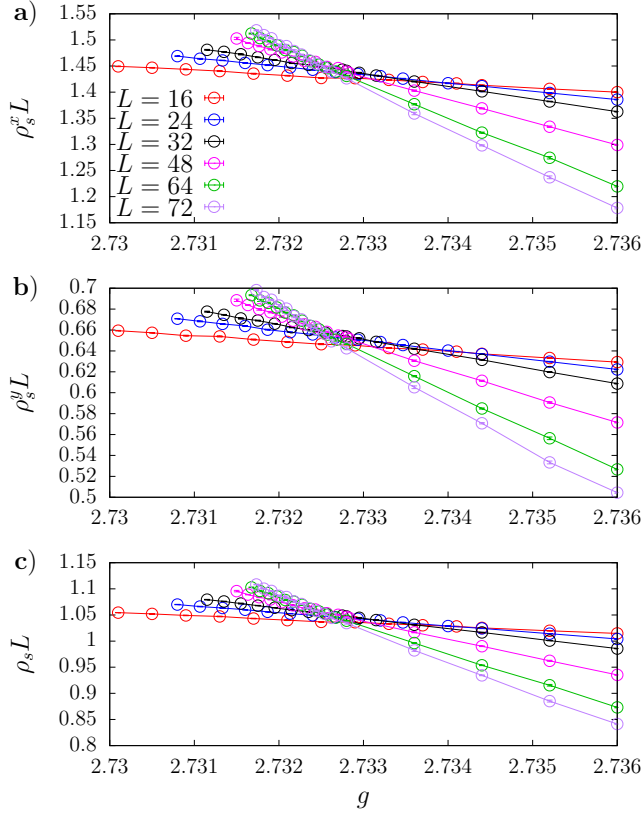 a)
1.55
1.5
1.45
1.4
1.35
1.3
1.25
1.2
1.15
ρ_s^x L
L = 16
L = 24
L = 32
L = 48
L = 64
L = 72
2.73 2.731 2.732 2.733 2.734 2.735 2.736
b)
0.7
0.68
0.66
0.64
0.62
0.6
0.58
0.56
0.54
0.52
0.5
ρ_s^y L
2.73 2.731 2.732 2.733 2.734 2.735 2.736
c)
1.15
1.1
1.05
1
0.95
0.9
0.85
0.8
ρ_s L
2.73 2.731 2.732 2.733 2.734 2.735 2.736
g